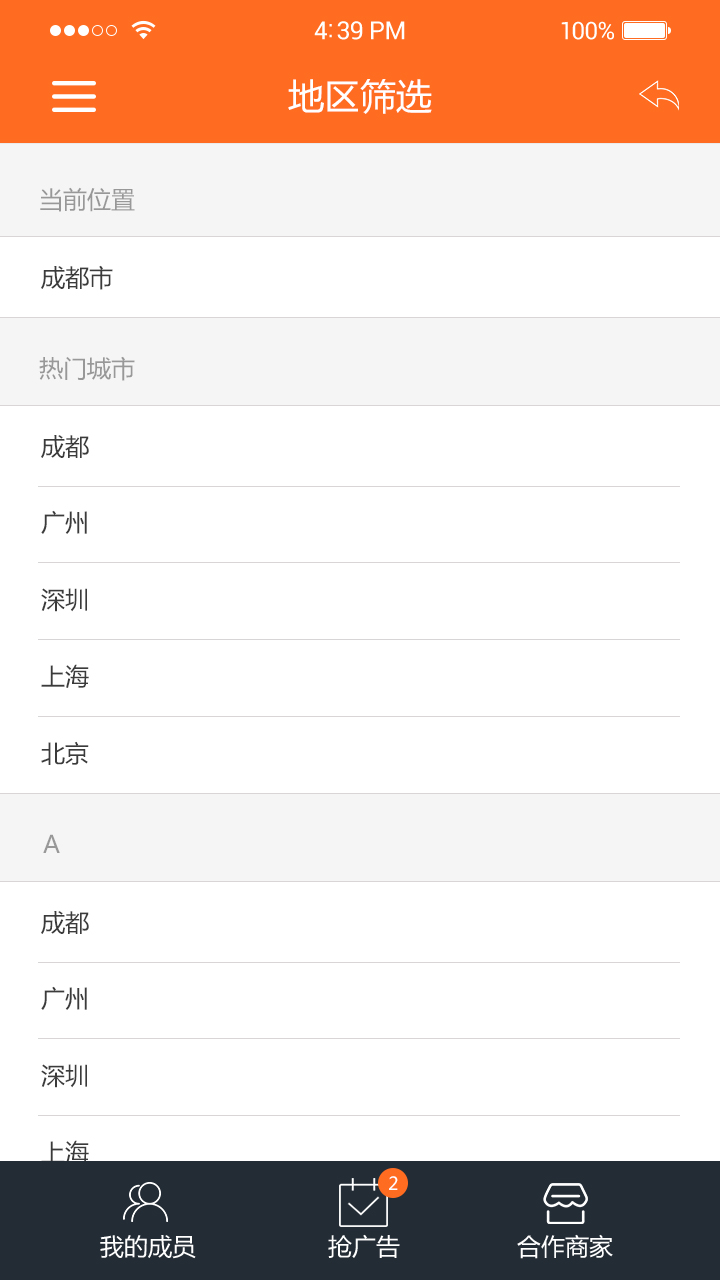 4:39 PM 100%
地区筛选
当前位置
成都市
热门城市
成都
广州
深圳
上海
北京
A
成都
广州
深圳
上海
2
我的成员 抢广告 合作商家